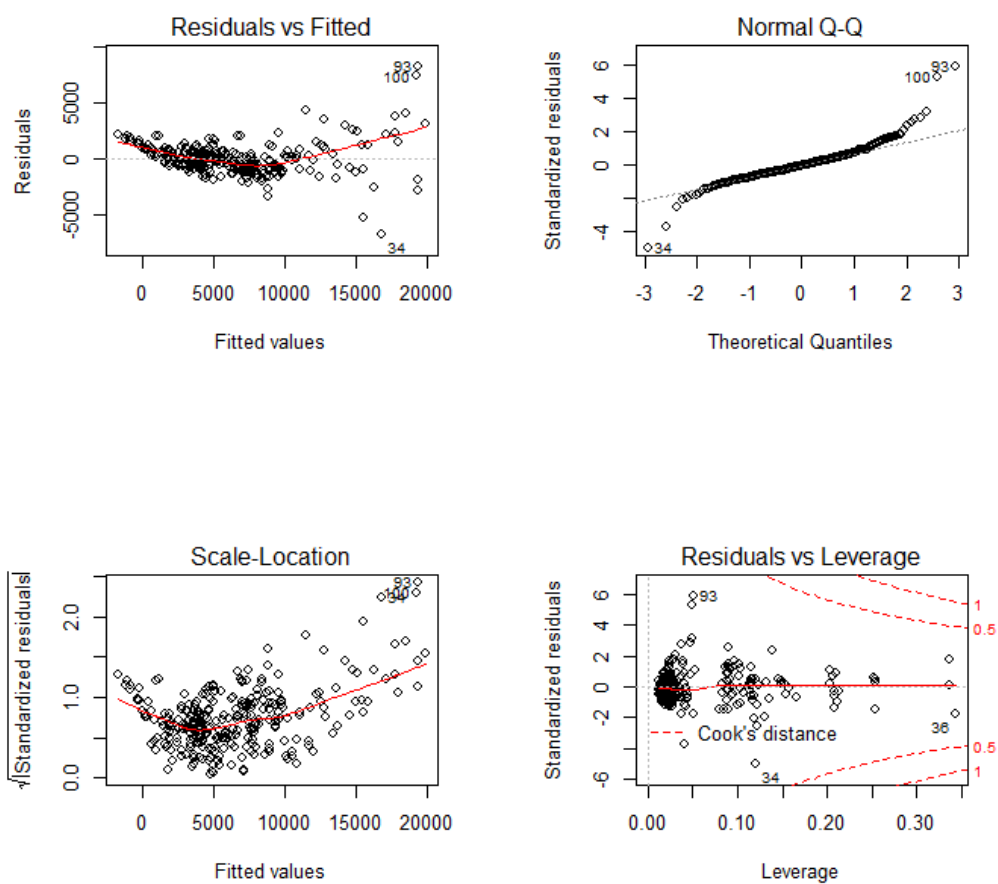 Residuals vs Fitted
Residuals
5000
0
-5000
93
100
34
0 5000 10000 15000 20000
Fitted values
Normal Q-Q
Standardized residuals
6
4
2
0
-4
93
100
34
-3 -2 -1 0 1 2 3
Theoretical Quantiles
Scale-Location
√|Standardized residuals|
2.0
1.0
0.0
93
100
34
0 5000 10000 15000 20000
Fitted values
Residuals vs Leverage
Standardized residuals
6
4
2
0
-2
-6
93
1
0.5
36
Cook's distance
0.5
1
34
0.00 0.10 0.20 0.30
Leverage